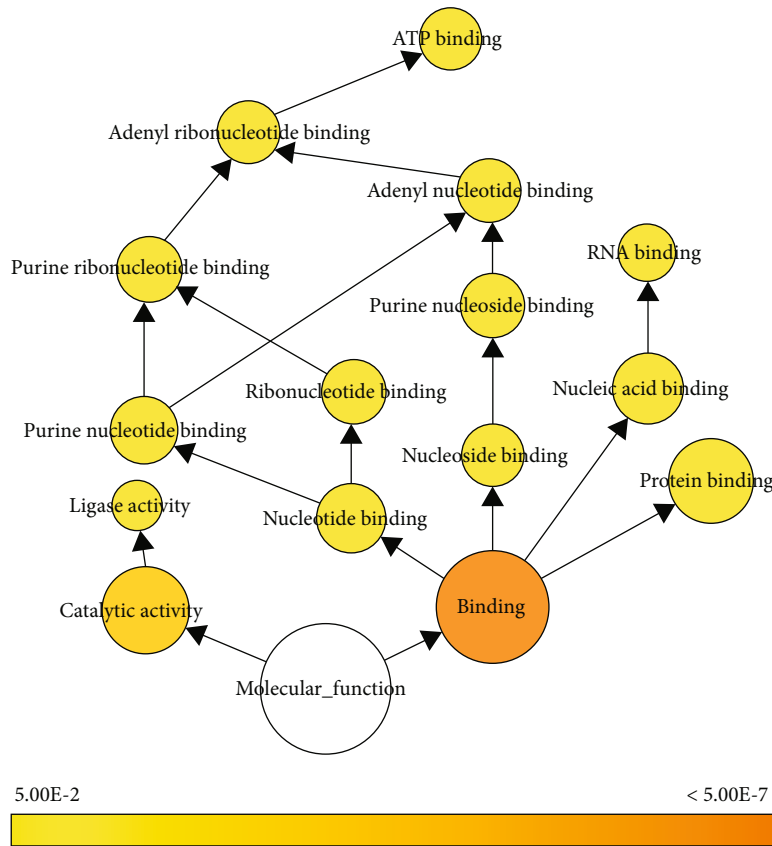 ATP binding
Adenyl ribonucleotide binding
Adenyl nucleotide binding
RNA binding
Purine ribonucleotide binding
Purine nucleoside binding
Ribonucleotide binding
Nucleic acid binding
Purine nucleotide binding
Nucleoside binding
Protein binding
Ligase activity
Nucleotide binding
Catalytic activity
Binding
Molecular_function
5.00E-2
< 5.00E-7